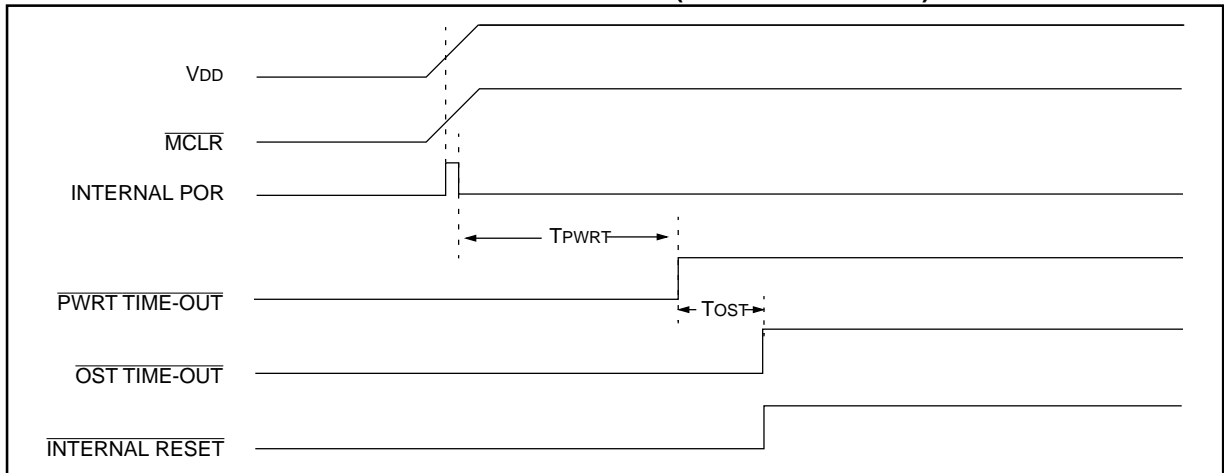 VDD
MCLR
INTERNAL POR
TPWRT
PWRT TIME-OUT
TOST
OST TIME-OUT
INTERNAL RESET